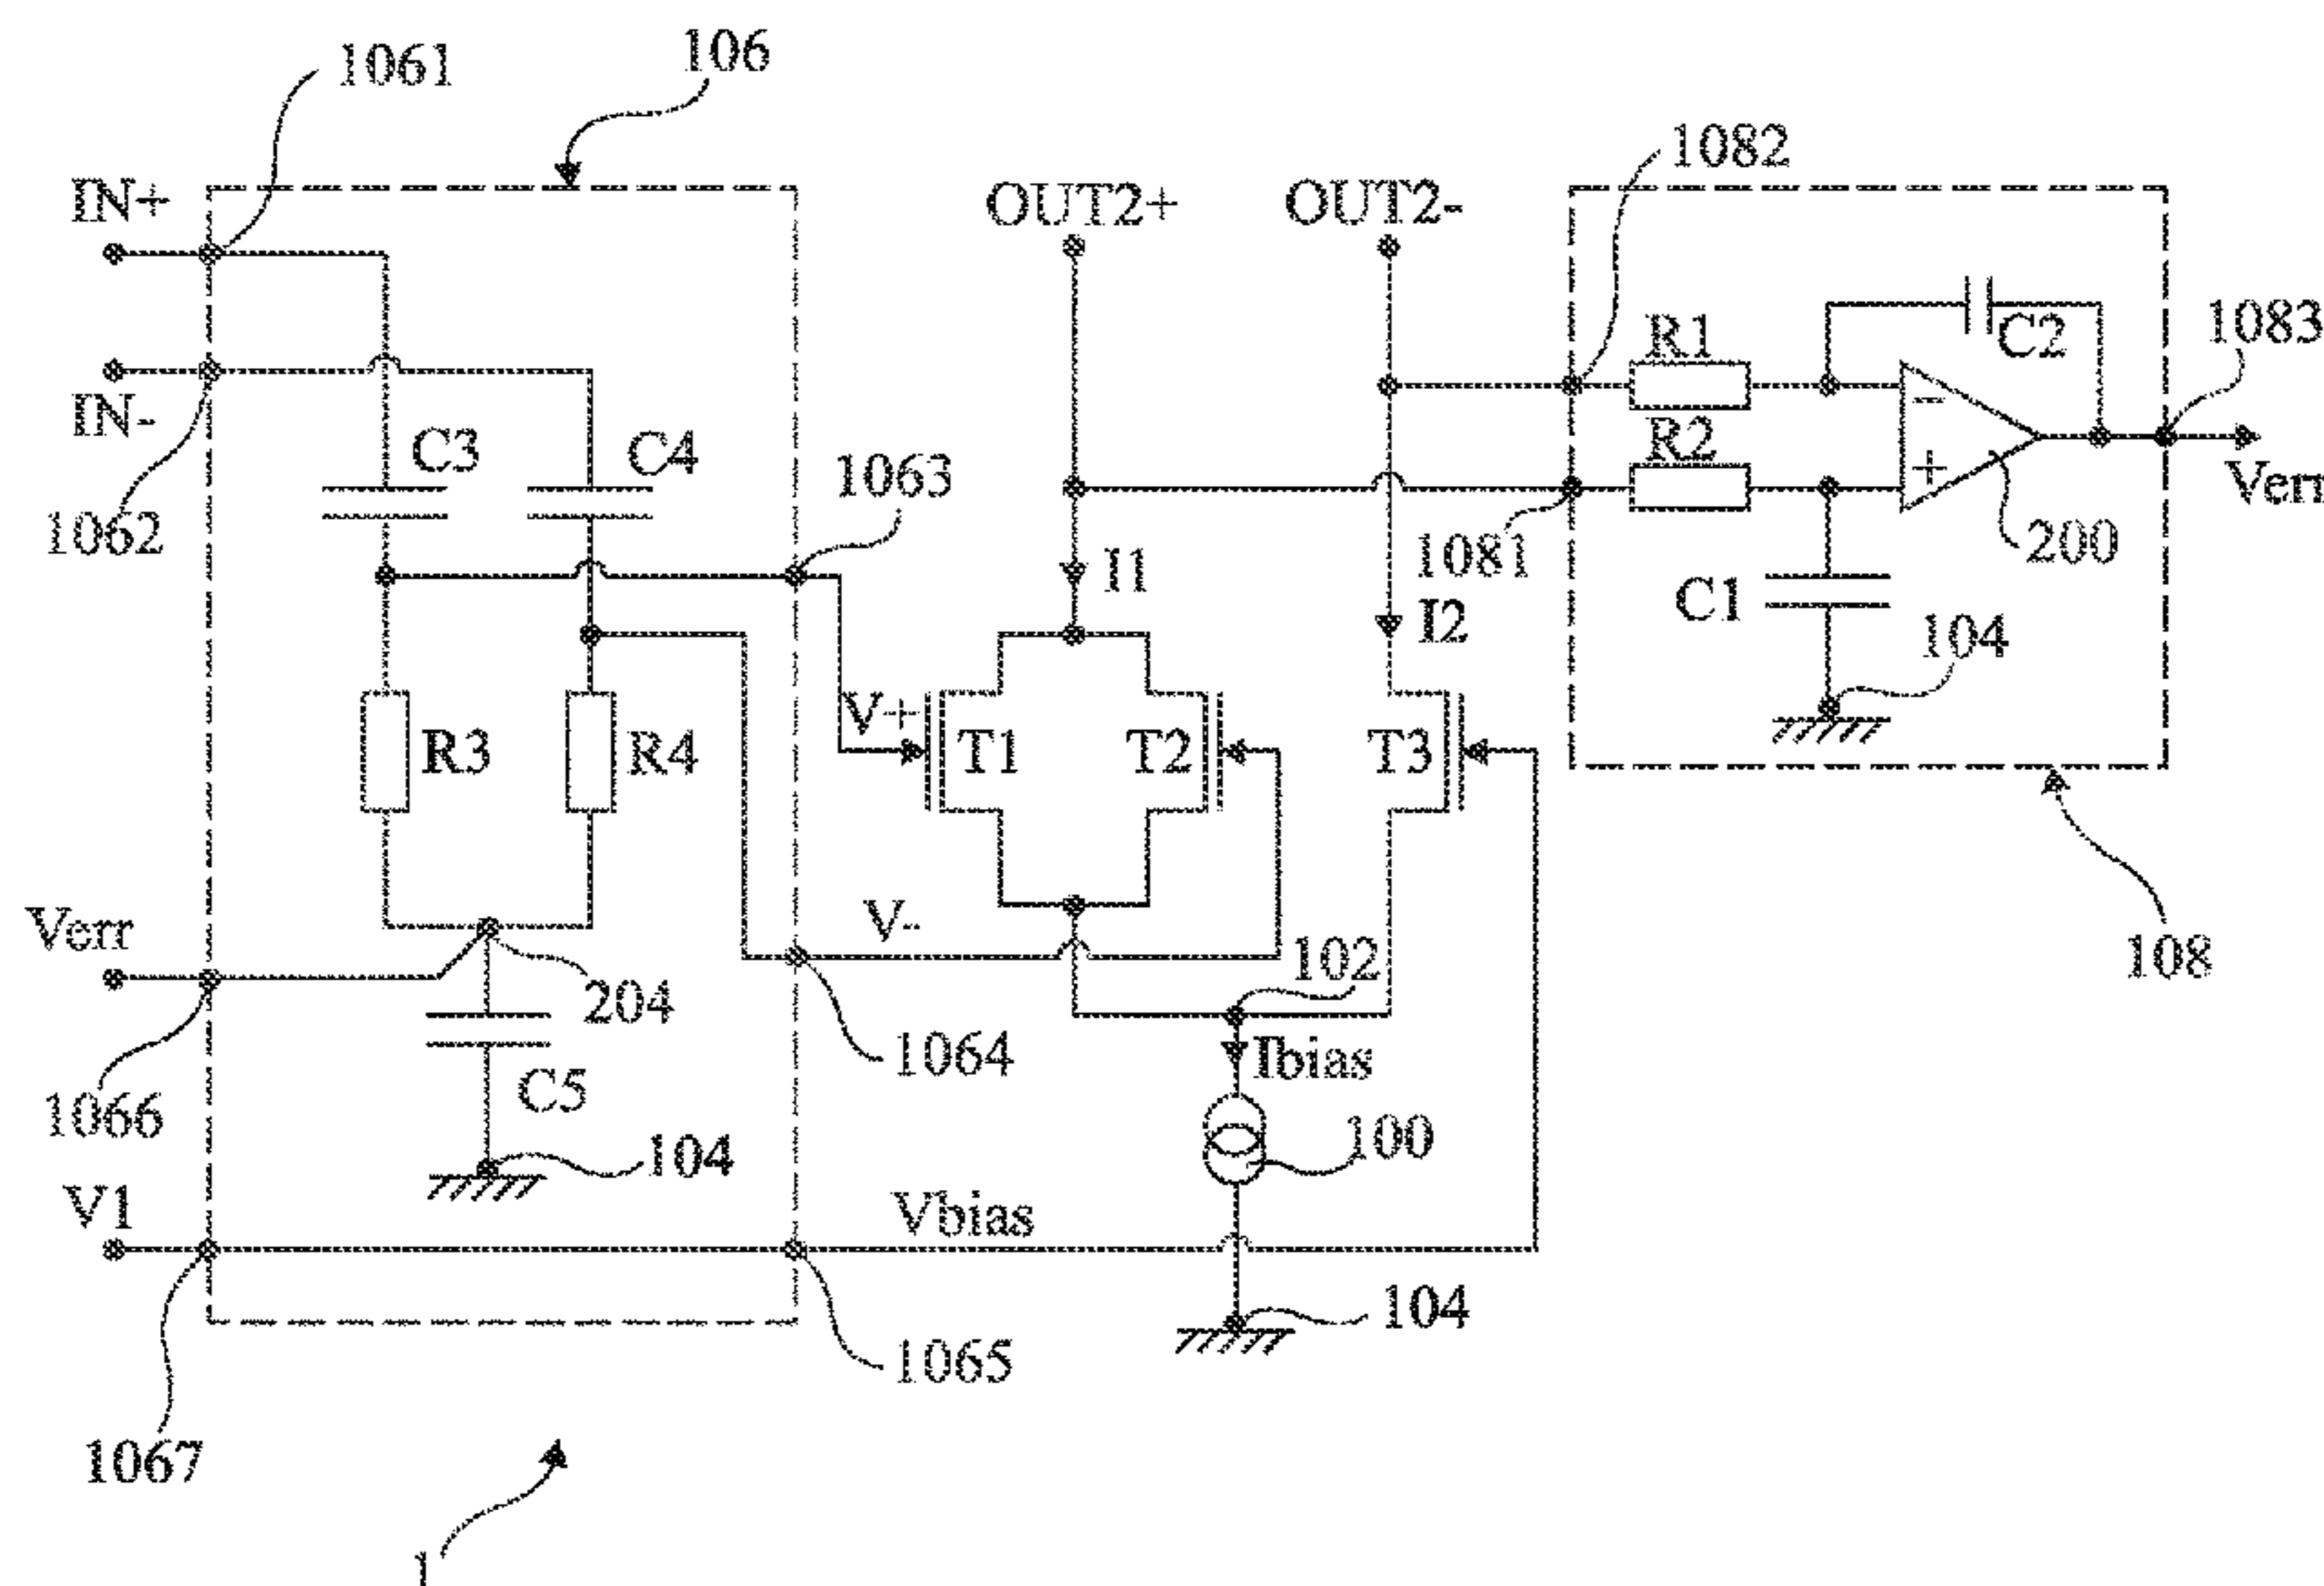 1061
106
1082
IN+
OUT2+
OUT2-
1083
R1
C2
IN-
C3
C4
R2
-
+
1063
Verr
1062
1081
200
I1
C1
I2
104
V+
R3
R4
T1
T2
T3
Verr
V-
102
108
204
1064
Ibias
C5
1066
100
104
V1
Vbias
104
1065
1067
1